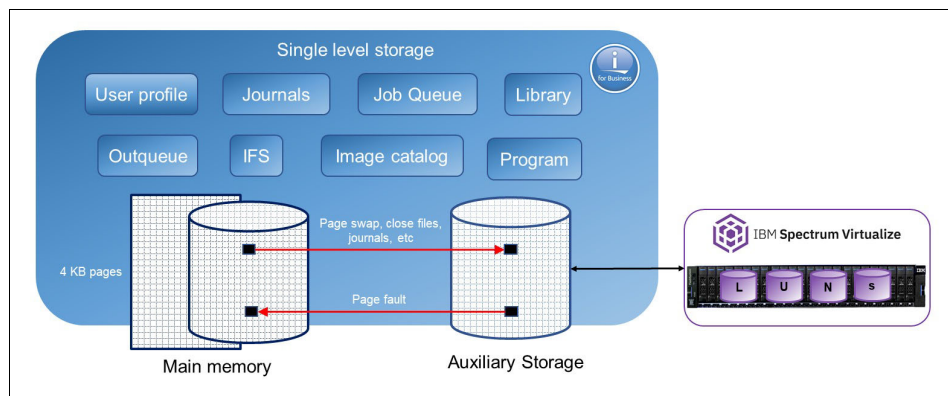 Single level storage
i
for Business
User profile
Journals
Job Queue
Library
Outqueue
IFS
Image catalog
Program
Page swap, close files,
journals, etc
4 KB pages
Page fault
Main memory
Auxiliary Storage
IBM Spectrum Virtualize
IBM
L U N s